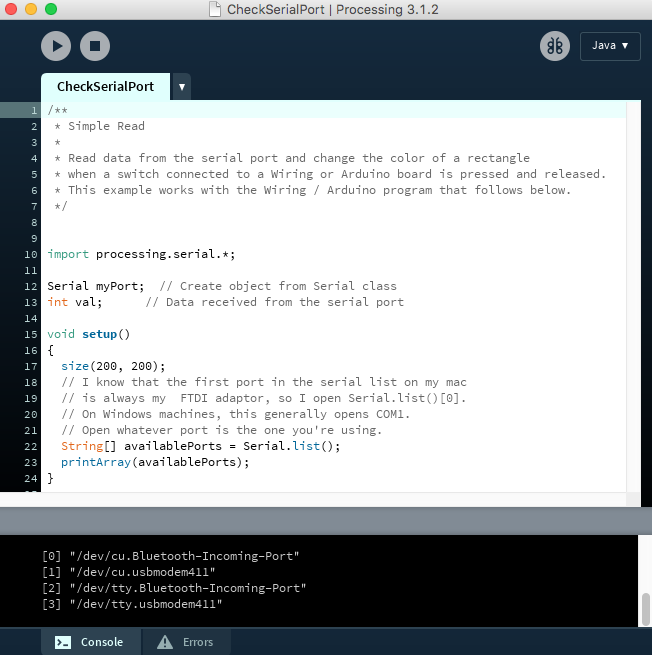 CheckSerialPort | Processing 3.1.2
Java ▼
CheckSerialPort ▼
1 /**
2  * Simple Read
3  *
4  * Read data from the serial port and change the color of a rectangle
5  * when a switch connected to a Wiring or Arduino board is pressed and released.
6  * This example works with the Wiring / Arduino program that follows below.
7  */
8
9
10 import processing.serial.*;
11
12 Serial myPort;  // Create object from Serial class
13 int val;      // Data received from the serial port
14
15 void setup()
16 {
17   size(200, 200);
18   // I know that the first port in the serial list on my mac
19   // is always my  FTDI adaptor, so I open Serial.list()[0].
20   // On Windows machines, this generally opens COM1.
21   // Open whatever port is the one you're using.
22   String[] availablePorts = Serial.list();
23   printArray(availablePorts);
24 }
[0] "/dev/cu.Bluetooth-Incoming-Port"
[1] "/dev/cu.usbmodem411"
[2] "/dev/tty.Bluetooth-Incoming-Port"
[3] "/dev/tty.usbmodem411"
Console Errors